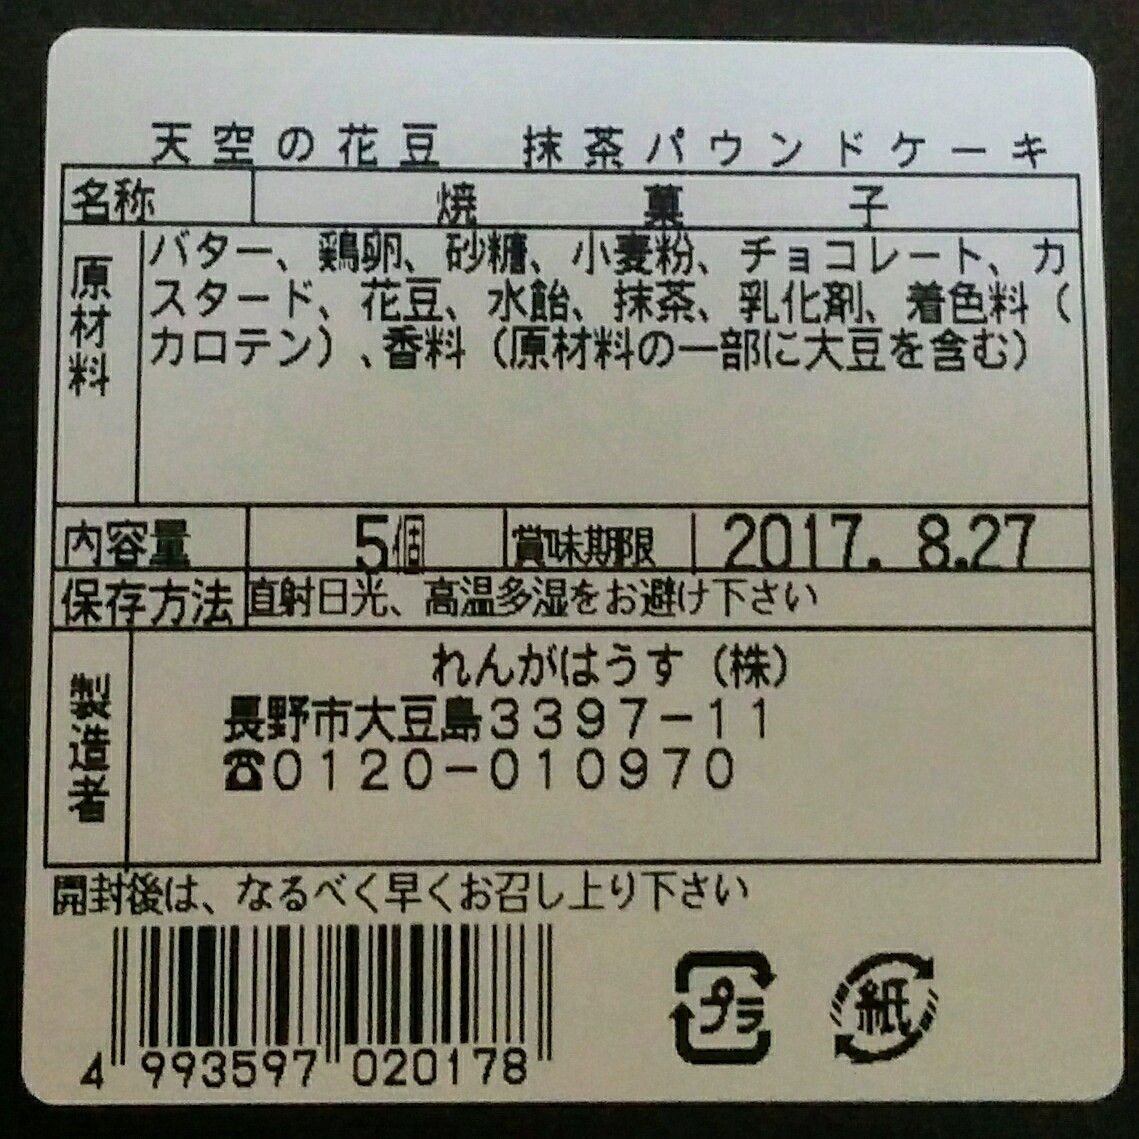 天空の花豆 抹茶パウンドケーキ
名称 焼菓子
原材料 バター、鶏卵、砂糖、小麦粉、チョコレート、カ
スタード、花豆、水飴、抹茶、乳化剤、着色料(
カロテン)、香料(原材料の一部に大豆を含む)
内容量 5個 賞味期限 2017. 8.27
保存方法 直射日光、高温多湿をお避け下さい
製造者 れんがはうす(株)
長野市大豆島3397-11
☎0120-010970
開封後は、なるべく早くお召し上り下さい
4 993597 020178
プラ 紙